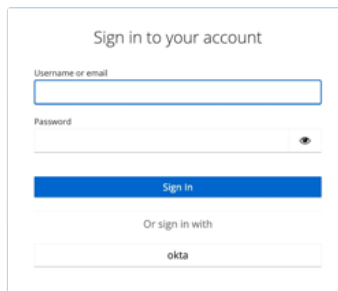 Sign in to your account
Username or email
Password
Sign In
Or sign in with
okta